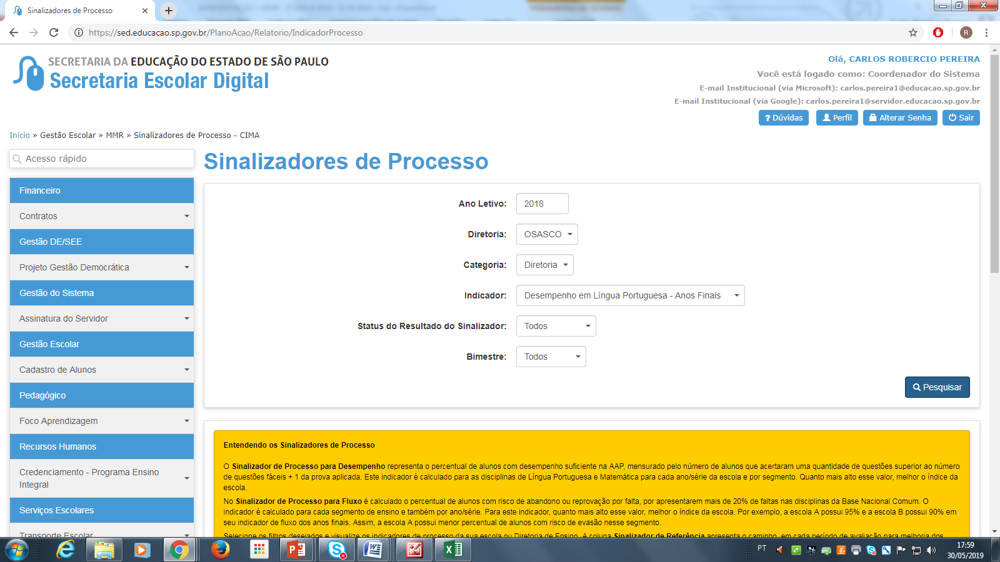 Sinalizadores de Processo
https://sed.educacao.sp.gov.br/PlanoAcao/Relatorio/IndicadorProcesso
R
SECRETARIA DA EDUCAÇÃO DO ESTADO DE SÃO PAULO
Secretaria Escolar Digital
Olá, CARLOS ROBERCIO PEREIRA
Você está logado como: Coordenador do Sistema
E-mail Institucional (via Microsoft): carlos.pereira1@educacao.sp.gov.br
E-mail Institucional (via Google): carlos.pereira1@servidor.educacao.sp.gov.br
? Dúvidas Perfil Alterar Senha Sair
Início » Gestão Escolar » MMR » Sinalizadores de Processo - CIMA
Acesso rápido
Financeiro
Contratos
Gestão DE/SEE
Projeto Gestão Democrática
Gestão do Sistema
Assinatura do Servidor
Gestão Escolar
Cadastro de Alunos
Pedagógico
Foco Aprendizagem
Recursos Humanos
Credenciamento - Programa Ensino
Integral
Serviços Escolares
Transporte Escolar
Sinalizadores de Processo
Ano Letivo: 2018
Diretoria: OSASCO
Categoria: Diretoria
Indicador: Desempenho em Língua Portuguesa - Anos Finais
Status do Resultado do Sinalizador: Todos
Bimestre: Todos
Pesquisar
Entendendo os Sinalizadores de Processo
O Sinalizador de Processo para Desempenho representa o percentual de alunos com desempenho suficiente na AAP, mensurado pelo número de alunos que acertaram uma quantidade de questões superior ao número
de questões fáceis + 1 da prova aplicada. Este indicador é calculado para as disciplinas de Língua Portuguesa e Matemática para cada ano/série da escola e por segmento. Quanto mais alto esse valor, melhor o índice da
escola.
No Sinalizador de Processo para Fluxo é calculado o percentual de alunos com risco de abandono ou reprovação por falta, por apresentarem mais de 20% de faltas nas disciplinas da Base Nacional Comum. O
indicador é calculado para cada segmento de ensino e também por ano/série. Para este indicador, quanto mais alto esse valor, melhor o índice da escola. Por exemplo, a escola A possui 95% e a escola B possui 90% em
seu indicador de fluxo dos anos finais. Assim, a escola A possui menor percentual de alunos com risco de evasão nesse segmento.
Selecione os filtros desejados e visualize os indicadores de processo da sua escola ou Diretoria de Ensino. A coluna Sinalizador de Referência apresenta o caminho, em cada período de avaliação para melhoria dos
PT
17:59
30/05/2019